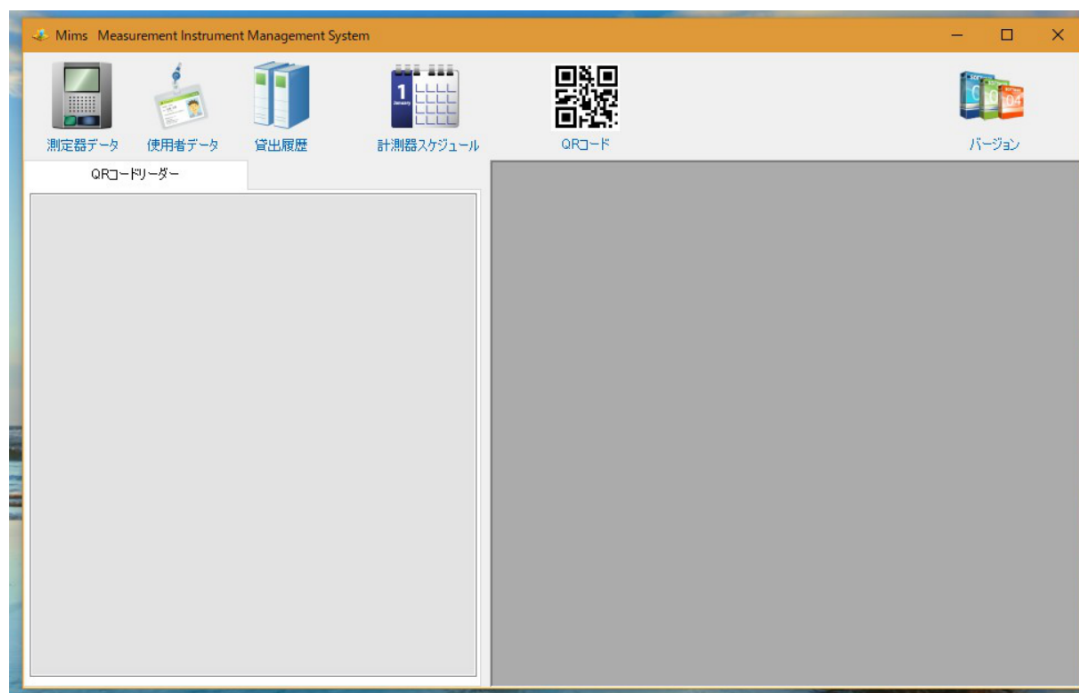 Mims Measurement Instrument Management System
測定器データ 使用者データ 貸出履歴 計測器スケジュール QRコード バージョン
QRコードリーダー